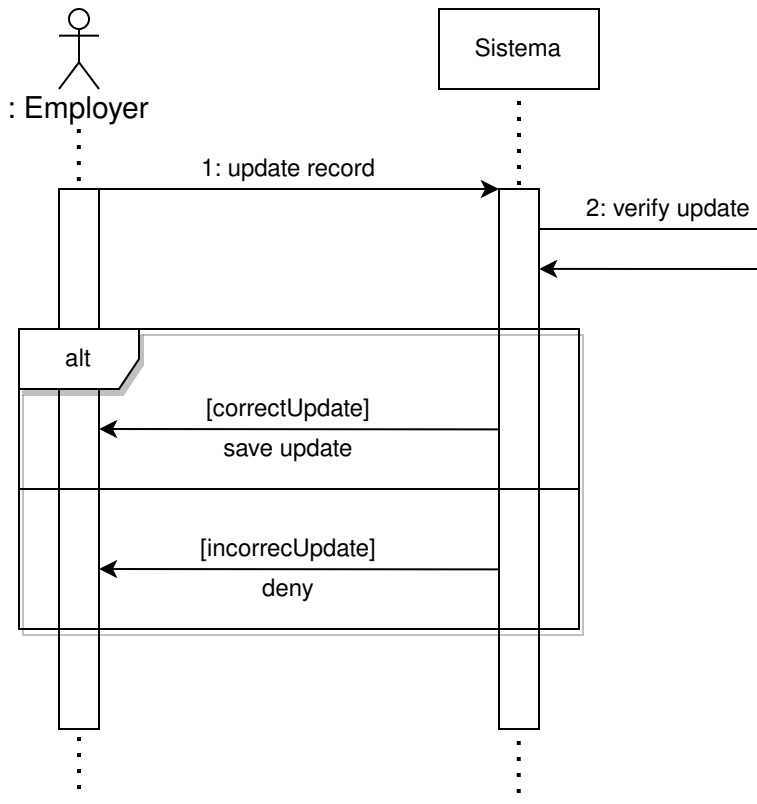 Sistema
: Employer
1: update record
2: verify update
alt
[correctUpdate]
save update
[incorrecUpdate]
deny